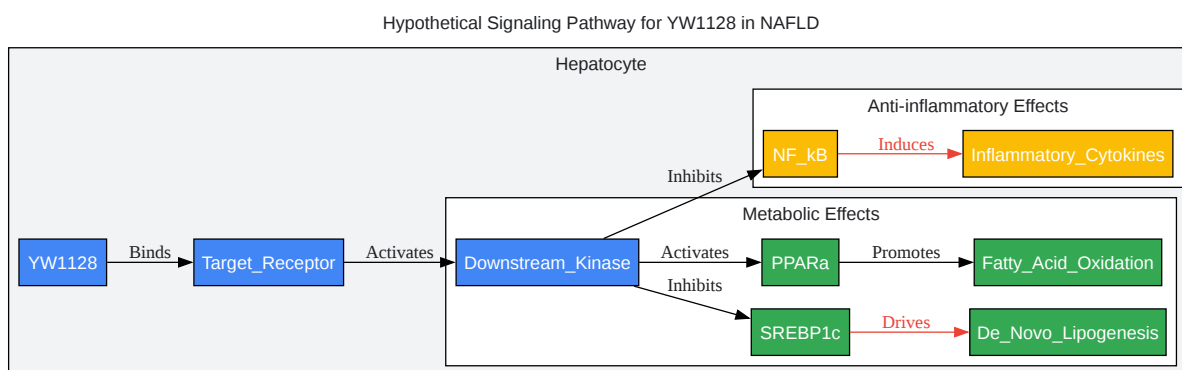 Hypothetical Signaling Pathway for YW1128 in NAFLD
Hepatocyte
Anti-inflammatory Effects
NF_kB
Induces
Inflammatory_Cytokines
Inhibits
Metabolic Effects
YW1128
Binds
Target_Receptor
Activates
Downstream_Kinase
Activates
PPARa
Promotes
Fatty_Acid_Oxidation
Inhibits
SREBP1c
Drives
De_Novo_Lipogenesis